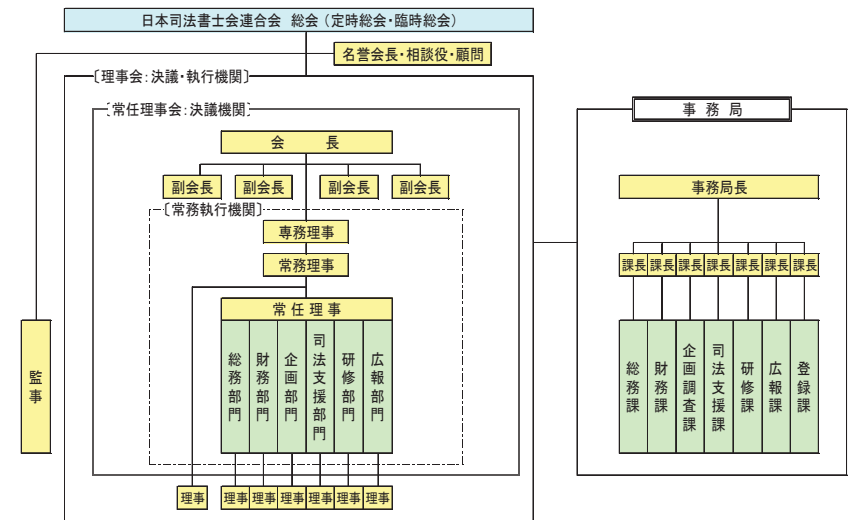 日本司法書士会連合会 総会（定時総会・臨時総会）
名誉会長・相談役・顧問
〔理事会：決議・執行機関〕
〔常任理事会：決議機関〕
事 務 局
会 長
事務局長
副会長 副会長 副会長 副会長
〔常務執行機関〕
専務理事
常務理事
課長 課長 課長 課長 課長 課長 課長
常 任 理 事
監事
総務部門
財務部門
企画部門
司法支援部門
研修部門
広報部門
総務課
財務課
企画調査課
司法支援課
研修課
広報課
登録課
理事 理事 理事 理事 理事 理事 理事